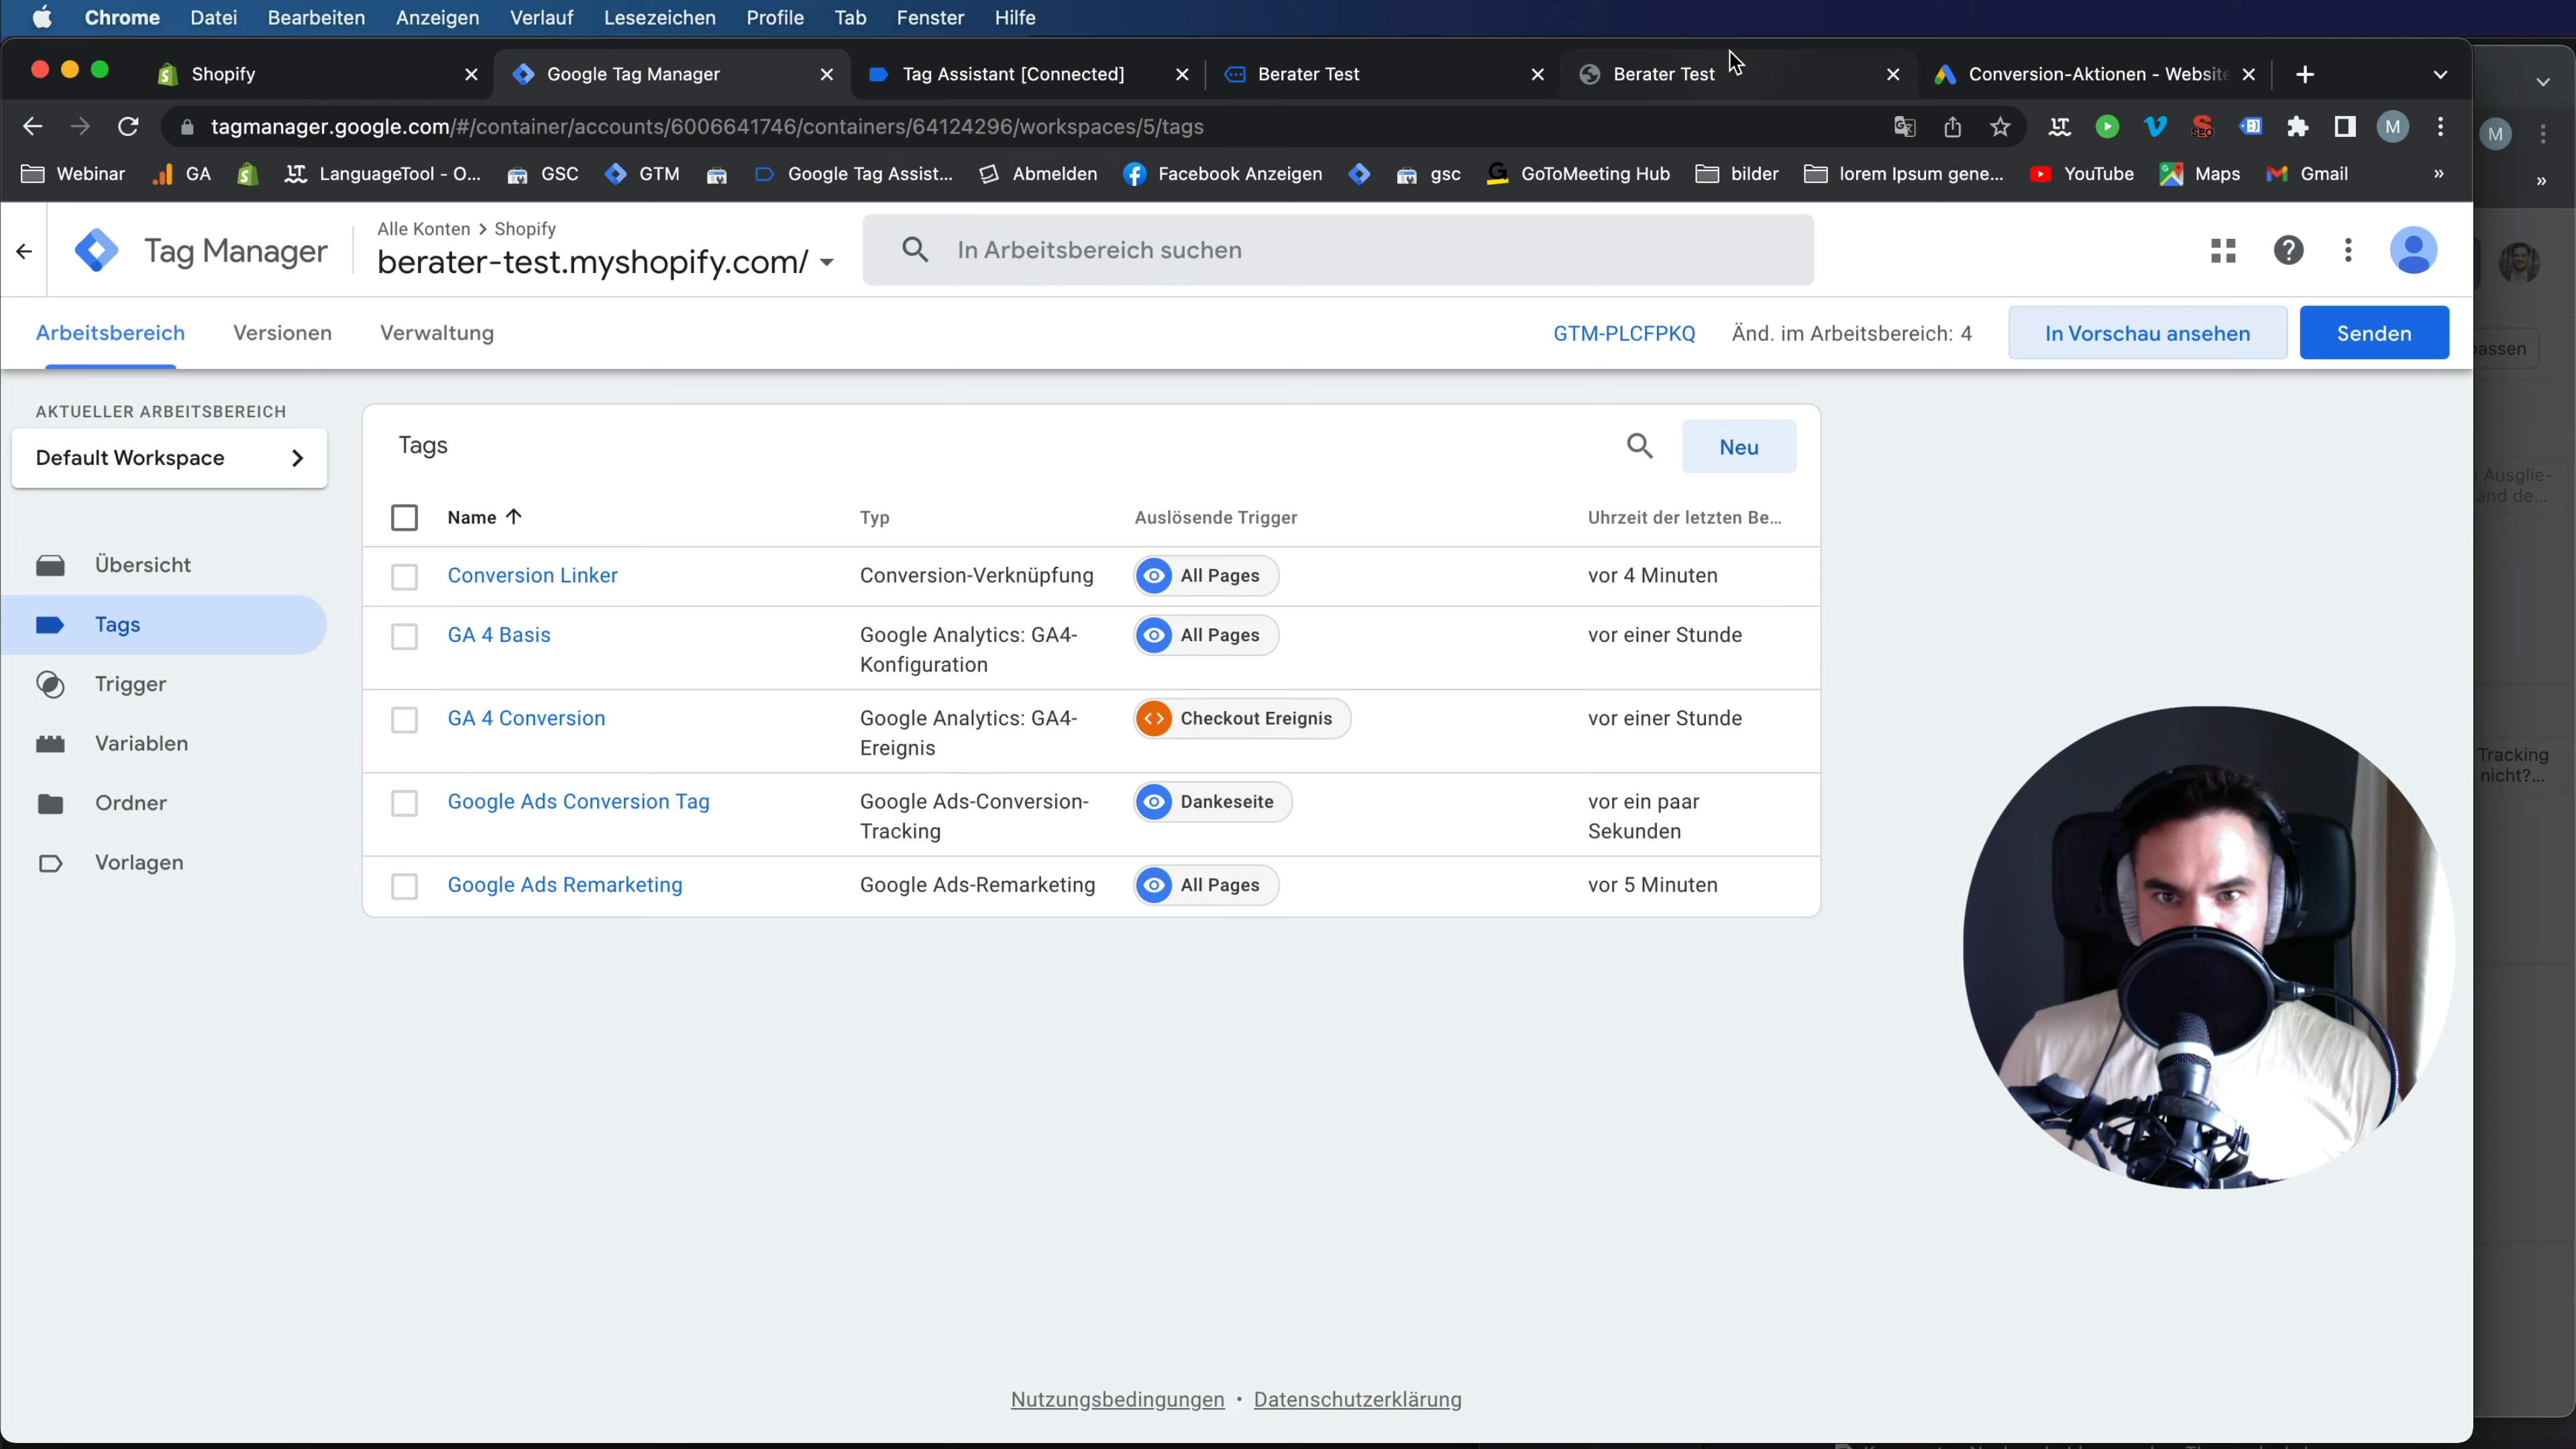 Chrome Datei Bearbeiten Anzeigen Verlauf Lesezeichen Profile Tab Fenster Hilfe
Shopify
Google Tag Manager
Tag Assistant [Connected]
Berater Test
Berater Test
Conversion-Aktionen - Website
tagmanager.google.com/#/container/accounts/6006641746/containers/64124296/workspaces/5/tags
M
M
Webinar GA LanguageTool - O... GSC GTM Google Tag Assist... Abmelden Facebook Anzeigen gsc GoToMeeting Hub bilder lorem Ipsum gene... YouTube Maps Gmail »
»
Tag Manager
Alle Konten > Shopify
berater-test.myshopify.com/
In Arbeitsbereich suchen
Arbeitsbereich
Versionen
Verwaltung
GTM-PLCFPKQ
Änd. im Arbeitsbereich: 4
In Vorschau ansehen
Senden
assen
AKTUELLER ARBEITSBEREICH
Default Workspace
Übersicht
Tags
Trigger
Variablen
Ordner
Vorlagen
Tags
Neu
Name Typ Auslösende Trigger Uhrzeit der letzten Be...
Conversion Linker Conversion-Verknüpfung All Pages vor 4 Minuten
GA 4 Basis Google Analytics: GA4- All Pages vor einer Stunde
Konfiguration
GA 4 Conversion Google Analytics: GA4- Checkout Ereignis vor einer Stunde
Ereignis
Google Ads Conversion Tag Google Ads-Conversion- Dankeseite vor ein paar
Tracking Sekunden
Google Ads Remarketing Google Ads-Remarketing All Pages vor 5 Minuten
Ausglie-
and de...
Tracking
nicht?...
Nutzungsbedingungen • Datenschutzerklärung